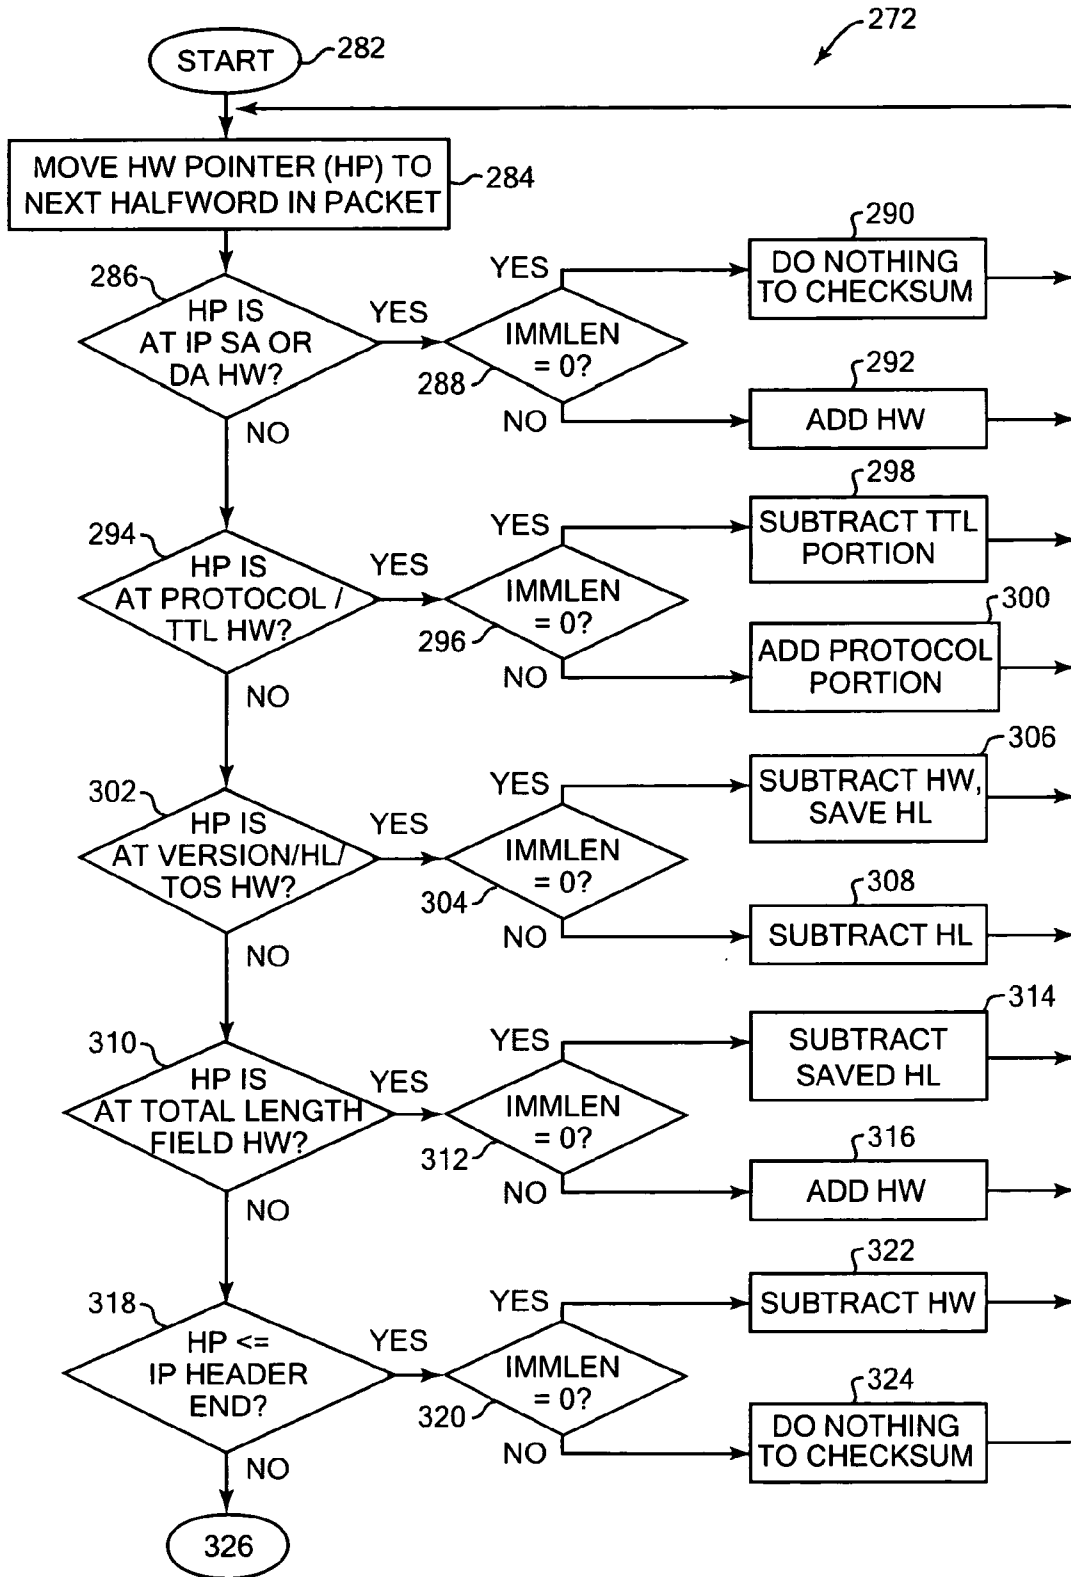 272
START
282
MOVE HW POINTER (HP) TO
NEXT HALFWORD IN PACKET
284
286
HP IS
AT IP SA OR
DA HW?
YES
NO
288
IMMLEN
= 0?
YES
NO
290
DO NOTHING
TO CHECKSUM
292
ADD HW
294
HP IS
AT PROTOCOL /
TTL HW?
YES
NO
296
IMMLEN
= 0?
YES
NO
298
SUBTRACT TTL
PORTION
300
ADD PROTOCOL
PORTION
302
HP IS
AT VERSION/HL/
TOS HW?
YES
NO
304
IMMLEN
= 0?
YES
NO
306
SUBTRACT HW,
SAVE HL
308
SUBTRACT HL
310
HP IS
AT TOTAL LENGTH
FIELD HW?
YES
NO
312
IMMLEN
= 0?
YES
NO
314
SUBTRACT
SAVED HL
316
ADD HW
318
HP <=
IP HEADER
END?
YES
NO
320
IMMLEN
= 0?
YES
NO
322
SUBTRACT HW
324
DO NOTHING
TO CHECKSUM
326